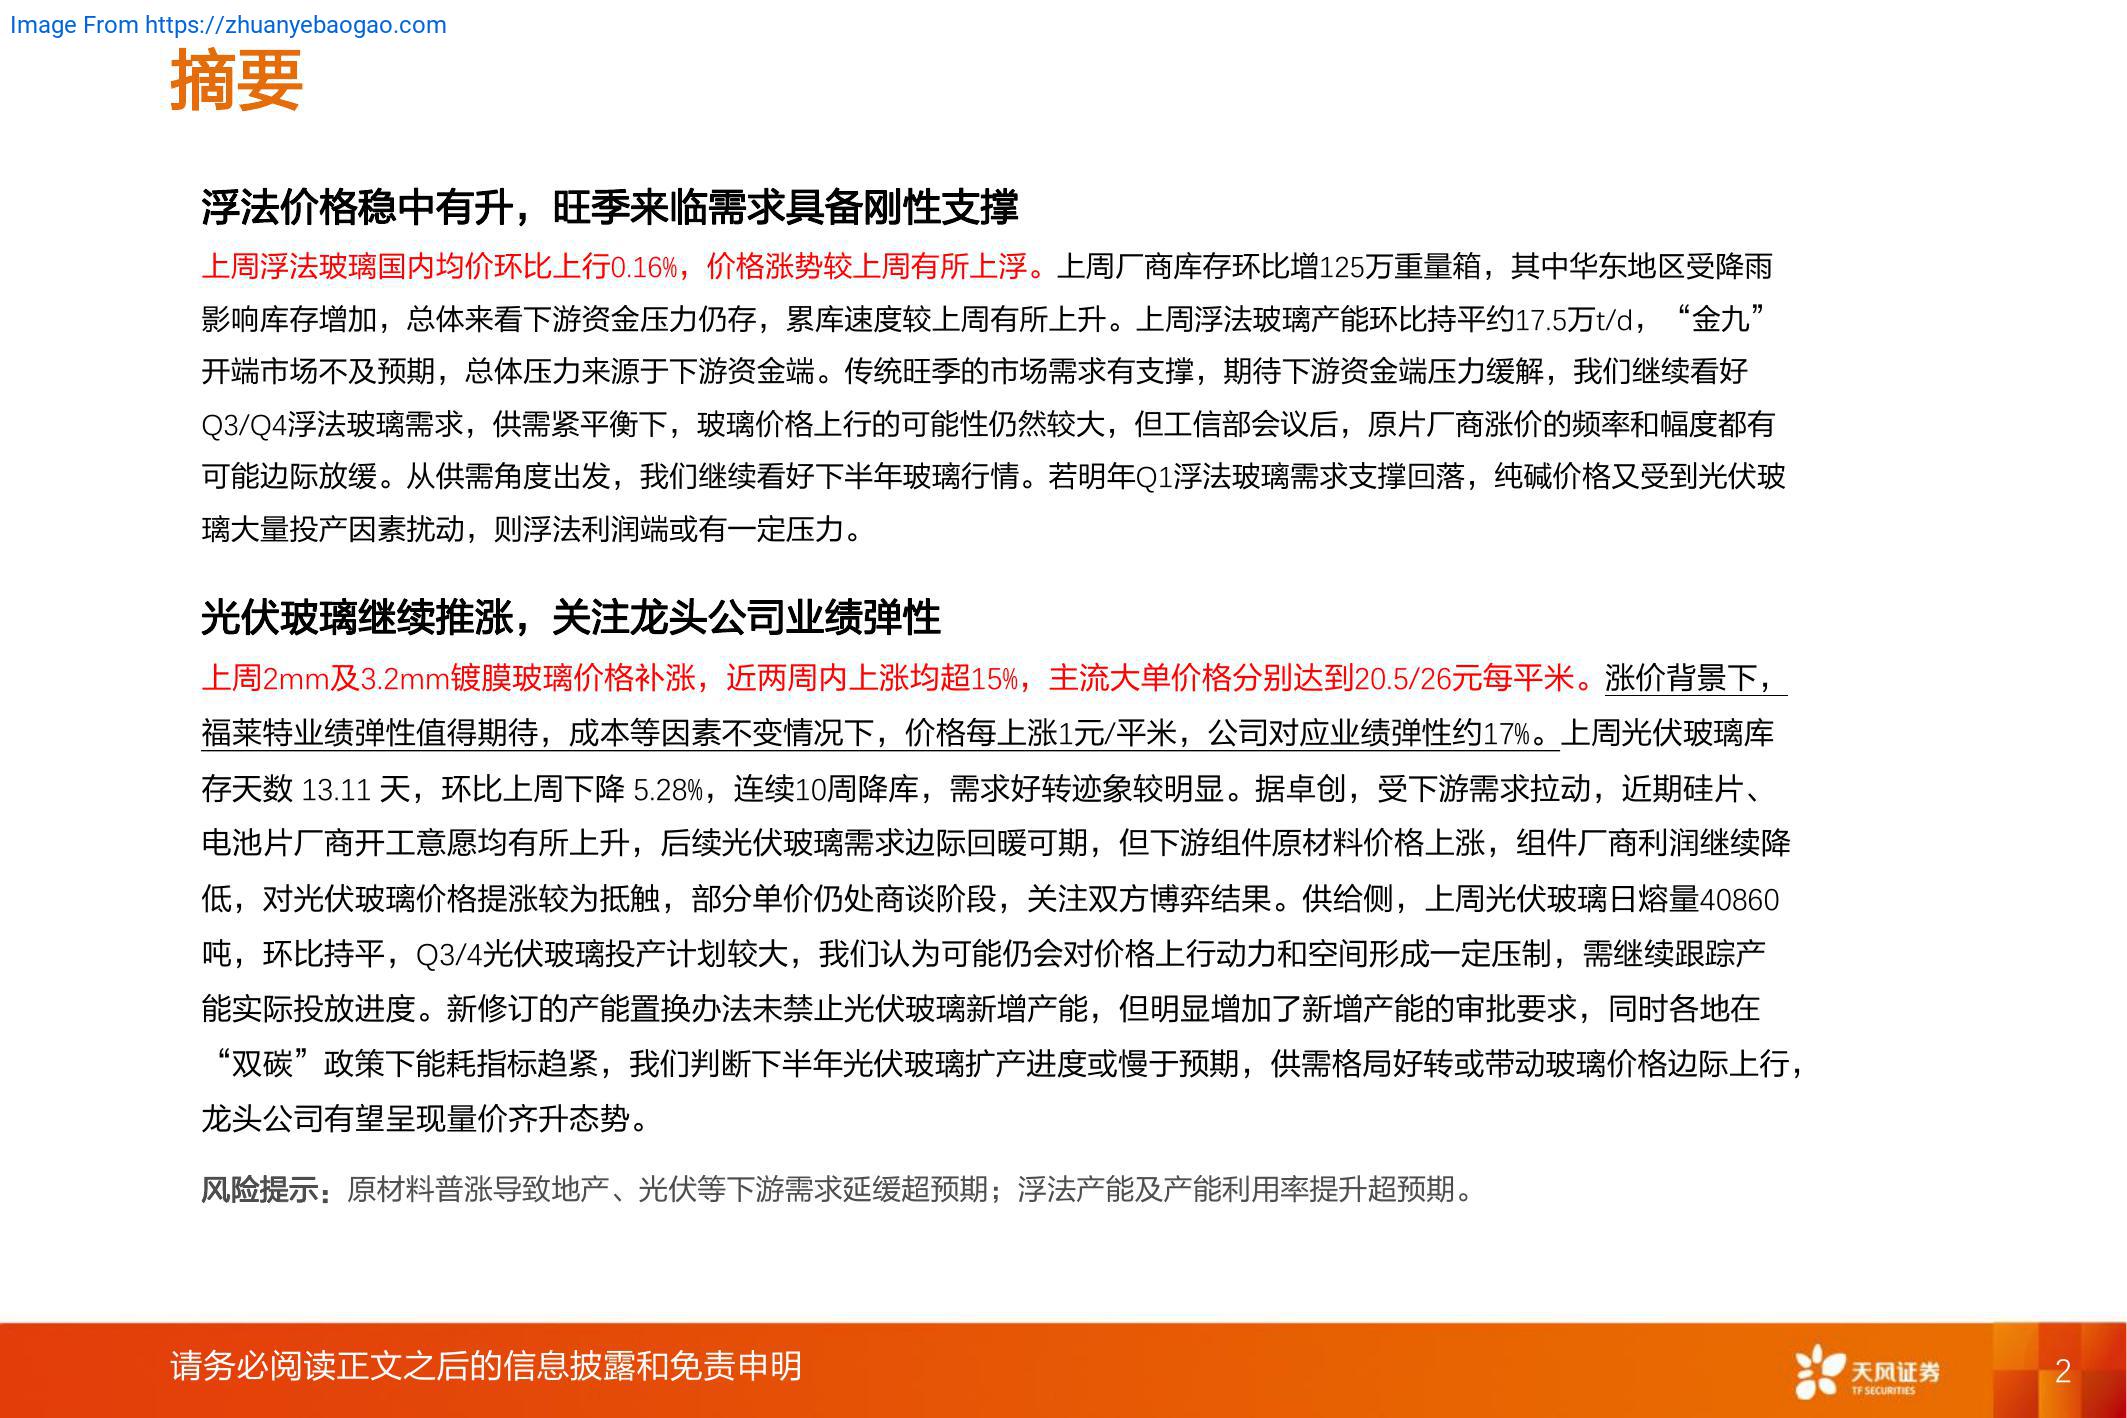 Image From https://zhuanyebaogao.com
摘要
浮法价格稳中有升，旺季来临需求具备刚性支撑
上周浮法玻璃国内均价环比上行0.16%，价格涨势较上周有所上浮。上周厂商库存环比增125万重量箱，其中华东地区受降雨
影响库存增加，总体来看下游资金压力仍存，累库速度较上周有所上升。上周浮法玻璃产能环比持平约17.5万t/d，“金九”
开端市场不及预期，总体压力来源于下游资金端。传统旺季的市场需求有支撑，期待下游资金端压力缓解，我们继续看好
Q3/Q4浮法玻璃需求，供需紧平衡下，玻璃价格上行的可能性仍然较大，但工信部会议后，原片厂商涨价的频率和幅度都有
可能边际放缓。从供需角度出发，我们继续看好下半年玻璃行情。若明年Q1浮法玻璃需求支撑回落，纯碱价格又受到光伏玻
璃大量投产因素扰动，则浮法利润端或有一定压力。
光伏玻璃继续推涨，关注龙头公司业绩弹性
上周2mm及3.2mm镀膜玻璃价格补涨，近两周内上涨均超15%，主流大单价格分别达到20.5/26元每平米。涨价背景下，
福莱特业绩弹性值得期待，成本等因素不变情况下，价格每上涨1元/平米，公司对应业绩弹性约17%。上周光伏玻璃库
存天数 13.11 天，环比上周下降 5.28%，连续10周降库，需求好转迹象较明显。据卓创，受下游需求拉动，近期硅片、
电池片厂商开工意愿均有所上升，后续光伏玻璃需求边际回暖可期，但下游组件原材料价格上涨，组件厂商利润继续降
低，对光伏玻璃价格提涨较为抵触，部分单价仍处商谈阶段，关注双方博弈结果。供给侧，上周光伏玻璃日熔量40860
吨，环比持平，Q3/4光伏玻璃投产计划较大，我们认为可能仍会对价格上行动力和空间形成一定压制，需继续跟踪产
能实际投放进度。新修订的产能置换办法未禁止光伏玻璃新增产能，但明显增加了新增产能的审批要求，同时各地在
“双碳”政策下能耗指标趋紧，我们判断下半年光伏玻璃扩产进度或慢于预期，供需格局好转或带动玻璃价格边际上行，
龙头公司有望呈现量价齐升态势。
风险提示：原材料普涨导致地产、光伏等下游需求延缓超预期；浮法产能及产能利用率提升超预期。
请务必阅读正文之后的信息披露和免责申明
天风证券
TF SECURITIES
2